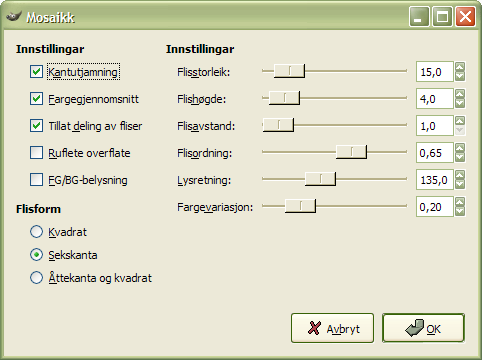 Mosaikk
Innstillingar
Kantutjamning
Fargegjennomsnitt
Tillat deling av fliser
Ruflete overflate
FG/BG-belysning
Flisform
Kvadrat
Sekskanta
Åttekanta og kvadrat
Innstillingar
Flisstorleik: 15,0
Flishøgde: 4,0
Flisavstand: 1,0
Flisordning: 0,65
Lysretning: 135,0
Fargevariasjon: 0,20
Avbryt
OK